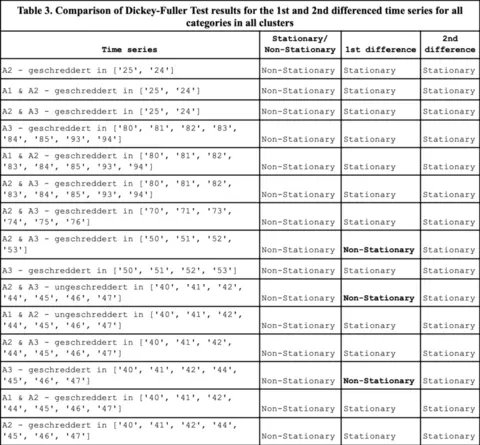 Table 3. Comparison of Dickey-Fuller Test results for the 1st and 2nd differenced time series for all
categories in all clusters
Time series
Stationary/
Non-Stationary
1st difference
2nd
difference
A2 - geschreddert in ['25', '24']
Non-Stationary
Stationary
Stationary
A1 & A2 - geschreddert in ['25', '24']
Non-Stationary
Stationary
Stationary
A2 & A3 - geschreddert in ['25', '24']
Non-Stationary
Stationary
Stationary
A3 - geschreddert in ['80', '81', '82', '83',
'84', '85', '93', '94']
Non-Stationary
Stationary
Stationary
A1 & A2 - geschreddert in ['80', '81', '82',
'83', '84', '85', '93', '94']
Non-Stationary
Stationary
Stationary
A2 & A3 - geschreddert in ['80', '81', '82',
'83', '84', '85', '93', '94']
Non-Stationary
Stationary
Stationary
A2 & A3 - geschreddert in ['70', '71', '73',
'74', '75', '76']
Non-Stationary
Stationary
Stationary
A2 & A3 - geschreddert in ['50', '51', '52',
'53']
Non-Stationary
Non-Stationary
Stationary
A3 - geschreddert in ['50', '51', '52', '53']
Non-Stationary
Stationary
Stationary
A2 & A3 - ungeschreddert in ['40', '41', '42',
'44', '45', '46', '47']
Non-Stationary
Non-Stationary
Stationary
A1 & A2 - ungeschreddert in ['40', '41', '42',
'44', '45', '46', '47']
Non-Stationary
Stationary
Stationary
A2 & A3 - geschreddert in ['40', '41', '42',
'44', '45', '46', '47']
Non-Stationary
Stationary
Stationary
A3 - geschreddert in ['40', '41', '42', '44',
'45', '46', '47']
Non-Stationary
Non-Stationary
Stationary
A1 & A2 - geschreddert in ['40', '41', '42',
'44', '45', '46', '47']
Non-Stationary
Stationary
Stationary
A2 - geschreddert in ['40', '41', '42', '44',
'45', '46', '47']
Non-Stationary
Stationary
Stationary